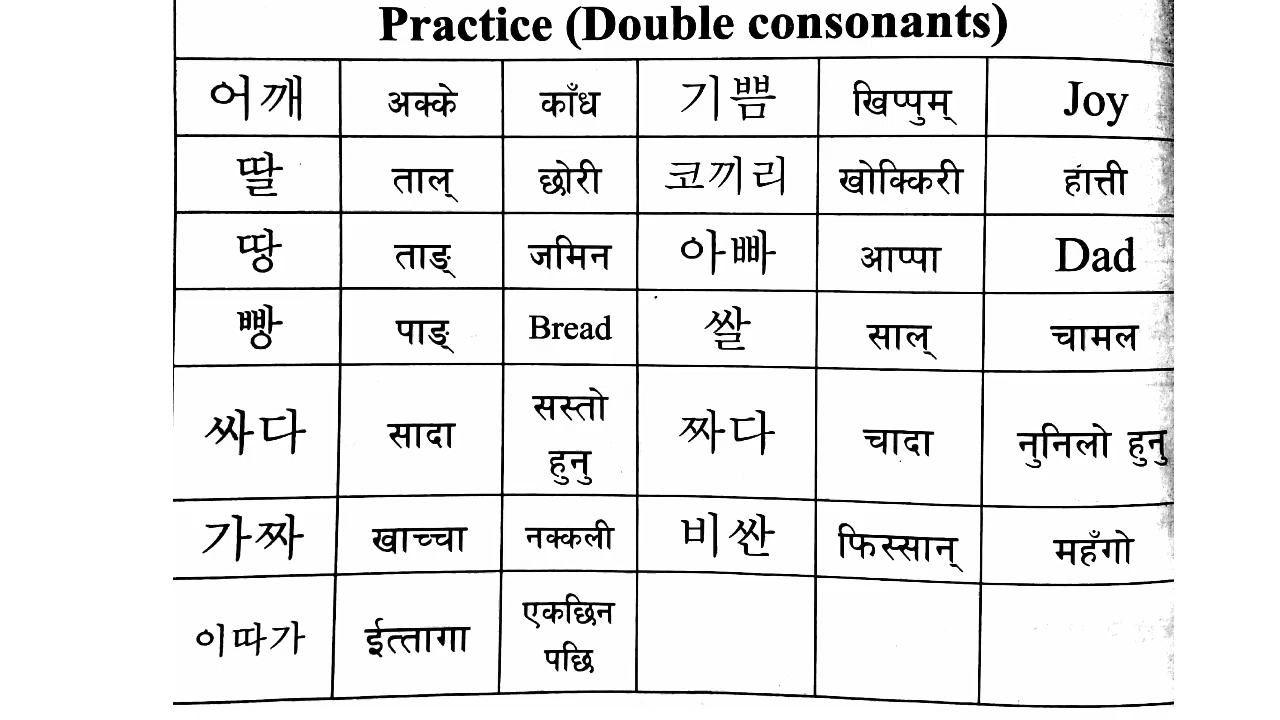 Practice (Double consonants)
어깨 अक्के काँध 기쁨 खिप्पुम् Joy
딸 ताल् छोरी 코끼리 खोक्किरी हात्ती
땅 ताङ् जमिन 아빠 आप्पा Dad
빵 पाङ् Bread 쌀 साल् चामल
싸다 सादा सस्तो हुनु 짜다 चादा नुनिलो हुनु
가짜 खाच्चा नक्कली 비싼 फिस्सान् महँगो
이따가 ईत्तागा एकछिन पछि